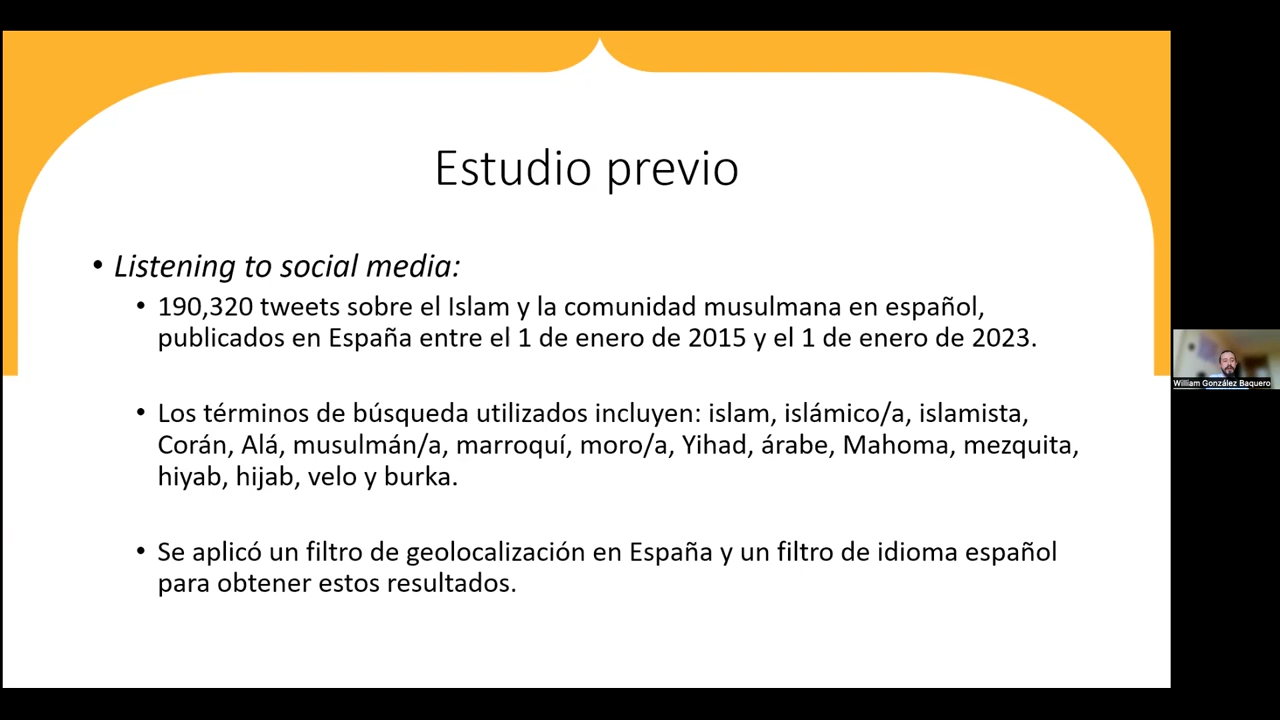 Estudio previo
• Listening to social media:
• 190,320 tweets sobre el Islam y la comunidad musulmana en español,
publicados en España entre el 1 de enero de 2015 y el 1 de enero de 2023.
• Los términos de búsqueda utilizados incluyen: islam, islámico/a, islamista,
Corán, Alá, musulmán/a, marroquí, moro/a, Yihad, árabe, Mahoma, mezquita,
hiyab, hijab, velo y burka.
• Se aplicó un filtro de geolocalización en España y un filtro de idioma español
para obtener estos resultados.
William González Baquero